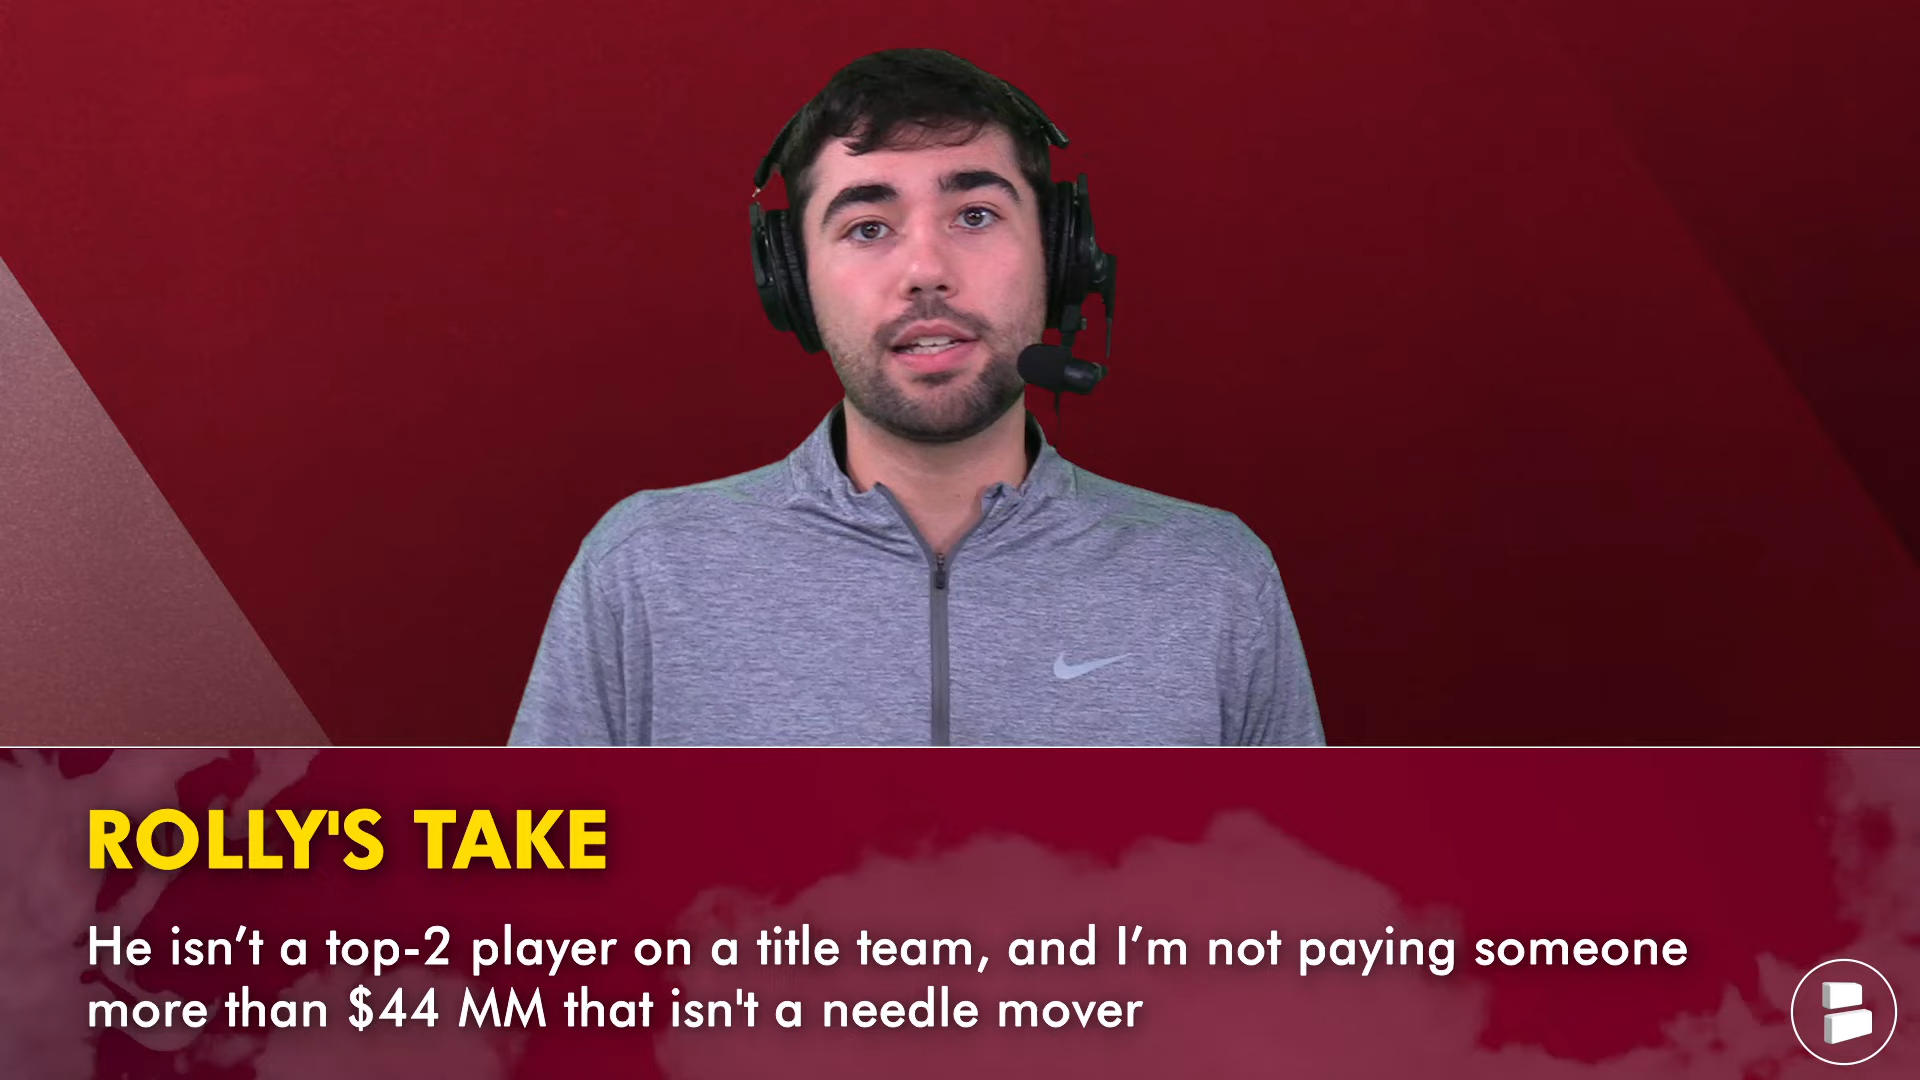 ROLLY'S TAKE
He isn’t a top-2 player on a title team, and I’m not paying someone
more than $44 MM that isn't a needle mover